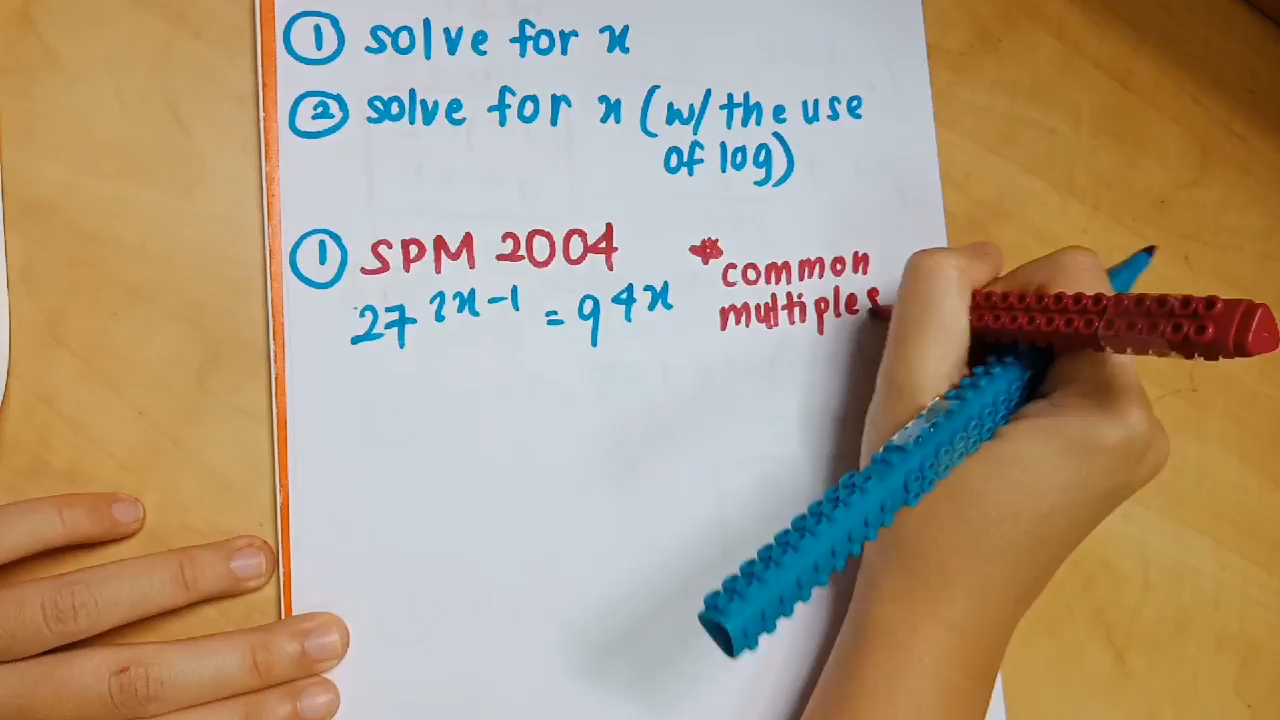 ① solve for x
② solve for x (w/ the use
of log)
① SPM 2004
27^{2x-1} = 9^{4x}
* common
multiples